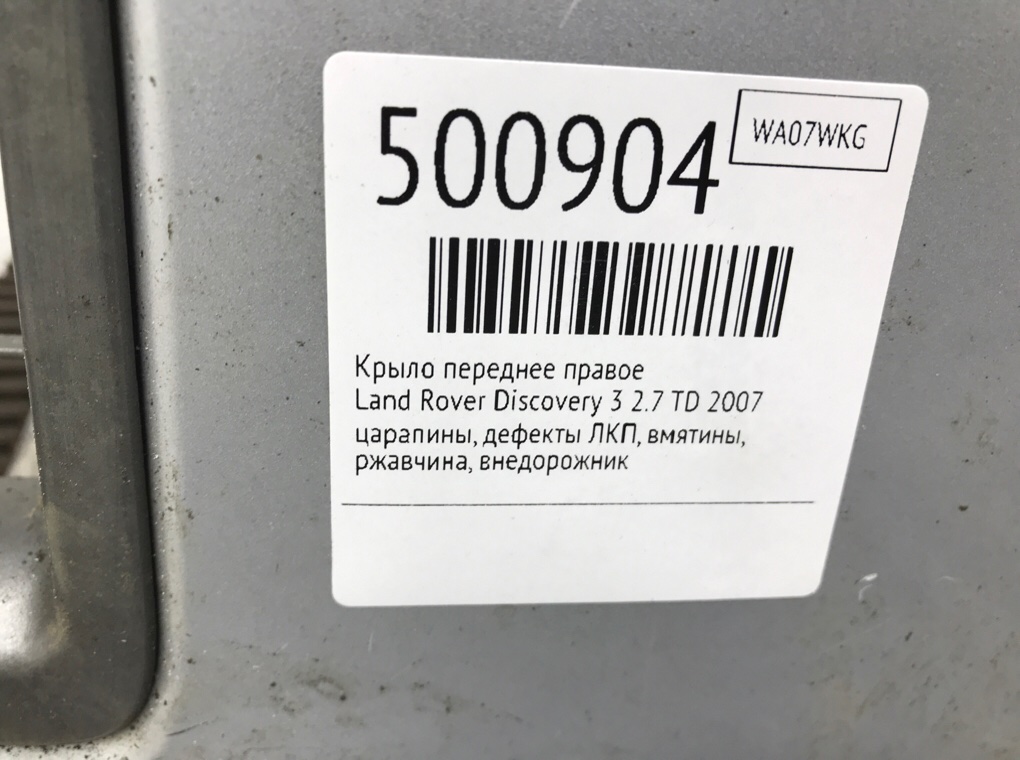 500904
WA07WKG
Крыло переднее правое
Land Rover Discovery 3 2.7 TD 2007
царапины, дефекты ЛКП, вмятины,
ржавчина, внедорожник